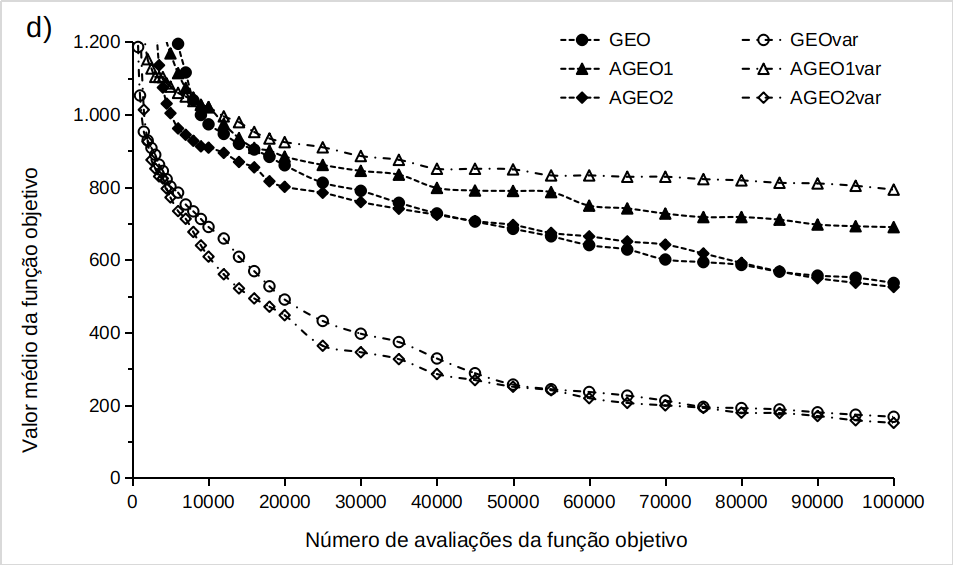 d)
GEO
GEOvar
AGEO1
AGEO1var
AGEO2
AGEO2var
Valor médio da função objetivo
1.200
1.000
800
600
400
200
0
0 10000 20000 30000 40000 50000 60000 70000 80000 90000 100000
Número de avaliações da função objetivo